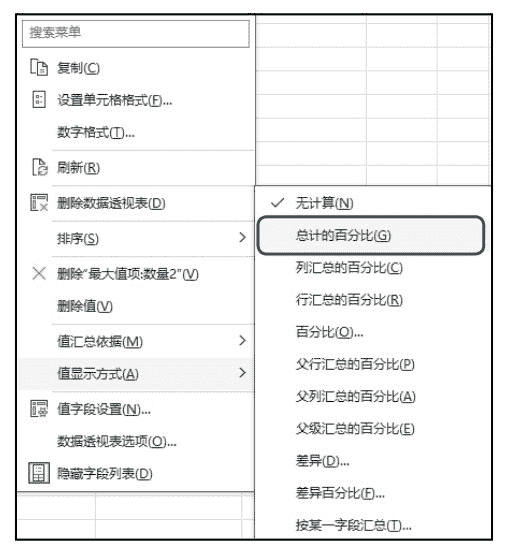 搜索菜单
复制(C)
设置单元格格式(F)...
数字格式(T)...
刷新(R)
删除数据透视表(D)
排序(S)
删除“最大值项:数量2”(V)
删除值(V)
值汇总依据(M)
值显示方式(A)
值字段设置(N)...
数据透视表选项(O)...
隐藏字段列表(D)
无计算(N)
总计的百分比(G)
列汇总的百分比(C)
行汇总的百分比(R)
百分比(O)...
父行汇总的百分比(P)
父列汇总的百分比(A)
父级汇总的百分比(E)
差异(D)...
差异百分比(F)...
按某一字段汇总(T)...